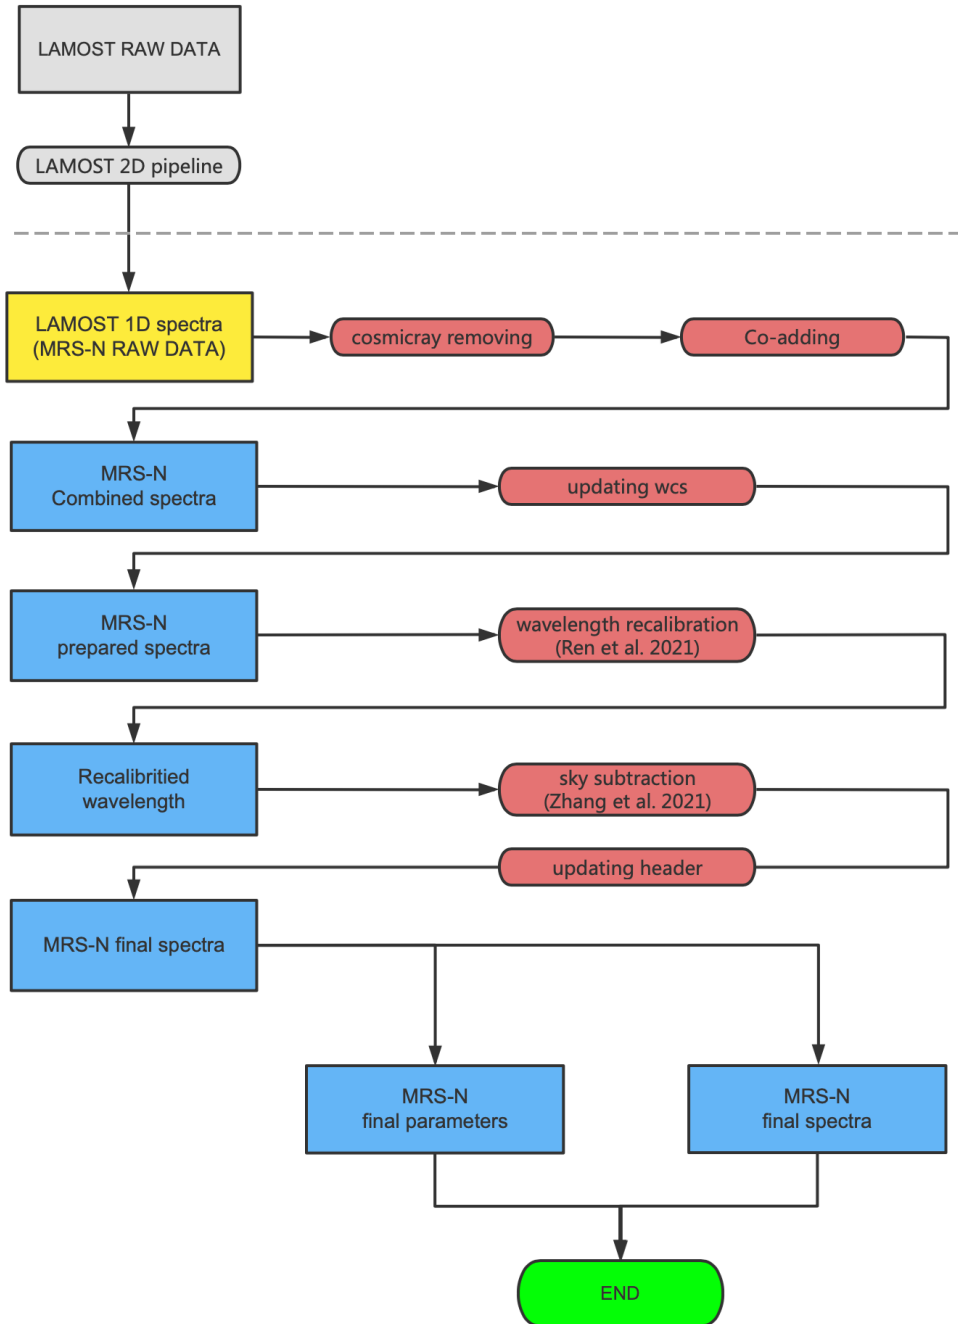 LAMOST RAW DATA
LAMOST 2D pipeline
LAMOST 1D spectra
(MRS-N RAW DATA)
cosmicray removing
Co-adding
MRS-N
Combined spectra
updating wcs
MRS-N
prepared spectra
wavelength recalibration
(Ren et al. 2021)
Recalibritied
wavelength
sky subtraction
(Zhang et al. 2021)
updating header
MRS-N final spectra
MRS-N
final parameters
MRS-N
final spectra
END